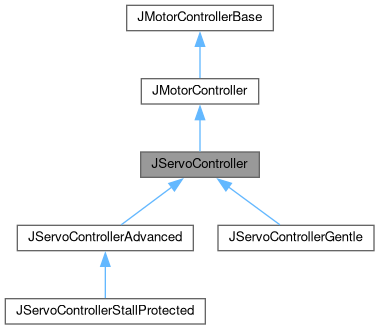 JMotorControllerBase
JMotorController
JServoController
JServoControllerAdvanced
JServoControllerGentle
JServoControllerStallProtected